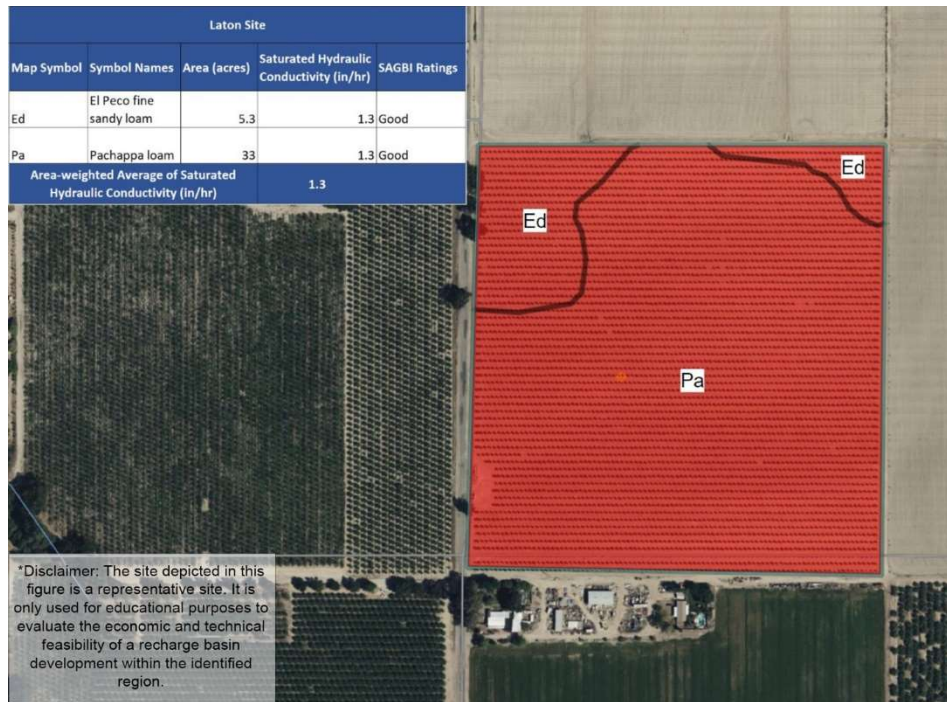 Laton Site
Map Symbol Symbol Names Area (acres) Saturated Hydraulic Conductivity (in/hr) SAGBI Ratings
Ed El Peco fine sandy loam 5.3 1.3 Good
Pa Pachappa loam 33 1.3 Good
Area-weighted Average of Saturated Hydraulic Conductivity (in/hr) 1.3
Ed
Ed
Pa
*Disclaimer: The site depicted in this
figure is a representative site. It is
only used for educational purposes to
evaluate the economic and technical
feasibility of a recharge basin
development within the identified
region.